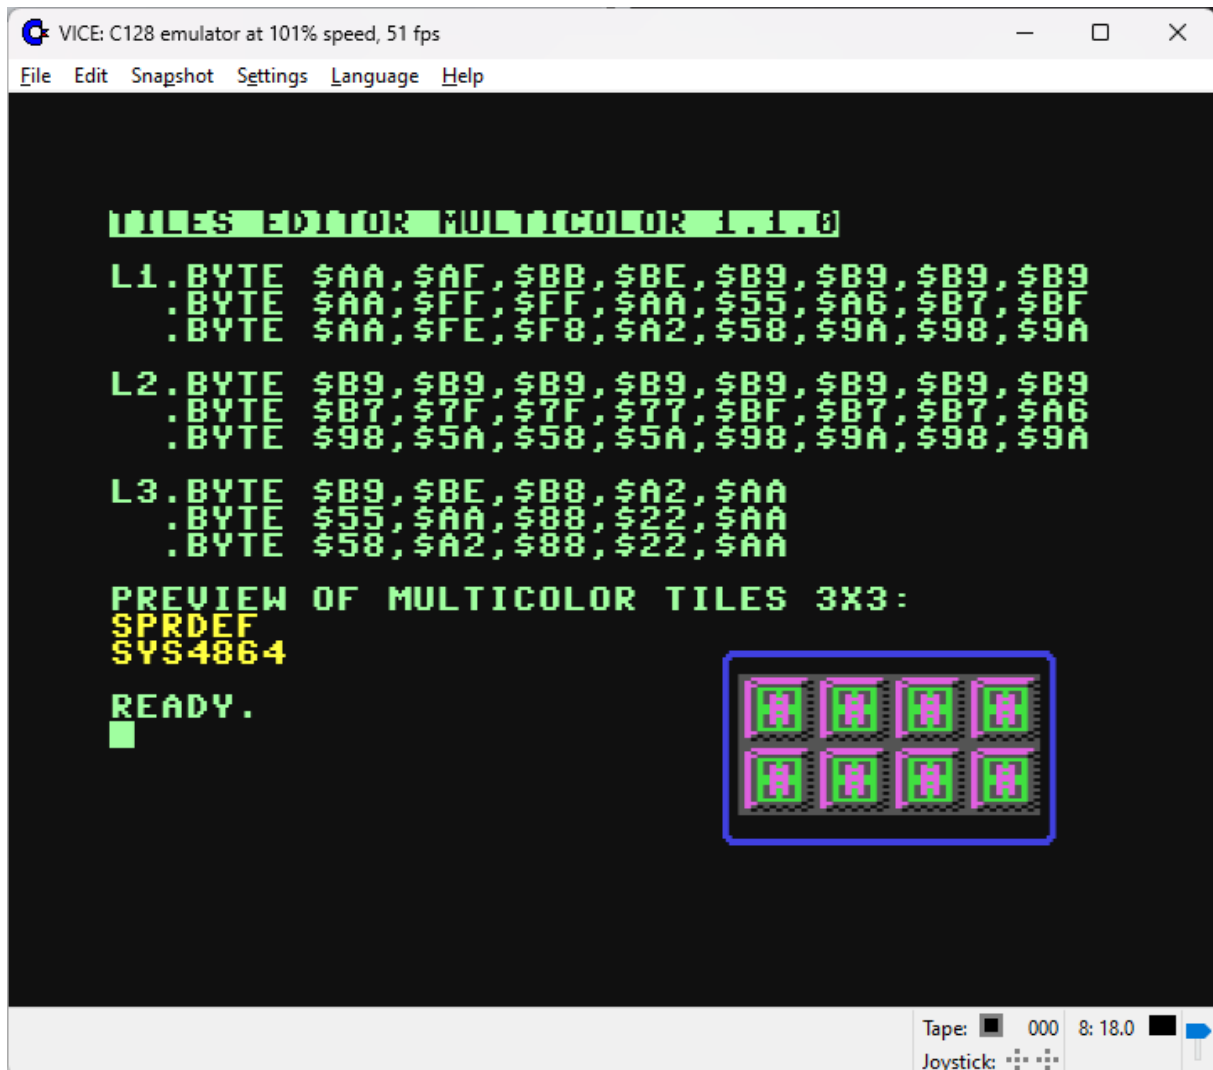 VICE: C128 emulator at 101% speed, 51 fps
File Edit Snapshot Settings Language Help
TILES EDITOR MULTICOLOR 1.1.0
L1.BYTE $AA,$AF,$BB,$BE,$B9,$B9,$B9,$B9
.BYTE $AA,$FF,$FF,$AA,$55,$A6,$B7,$BF
.BYTE $AA,$FE,$F8,$A2,$58,$9A,$98,$9A
L2.BYTE $B9,$B9,$B9,$B9,$B9,$B9,$B9,$B9
.BYTE $B7,$7F,$7F,$77,$BF,$B7,$B7,$A6
.BYTE $98,$5A,$58,$5A,$98,$9A,$98,$9A
L3.BYTE $B9,$BE,$B8,$A2,$AA
.BYTE $55,$AA,$88,$22,$AA
.BYTE $58,$A2,$88,$22,$AA
PREVIEW OF MULTICOLOR TILES 3X3:
SPRDEF
SYS4864
READY.
Tape: 000 8: 18.0
Joystick: